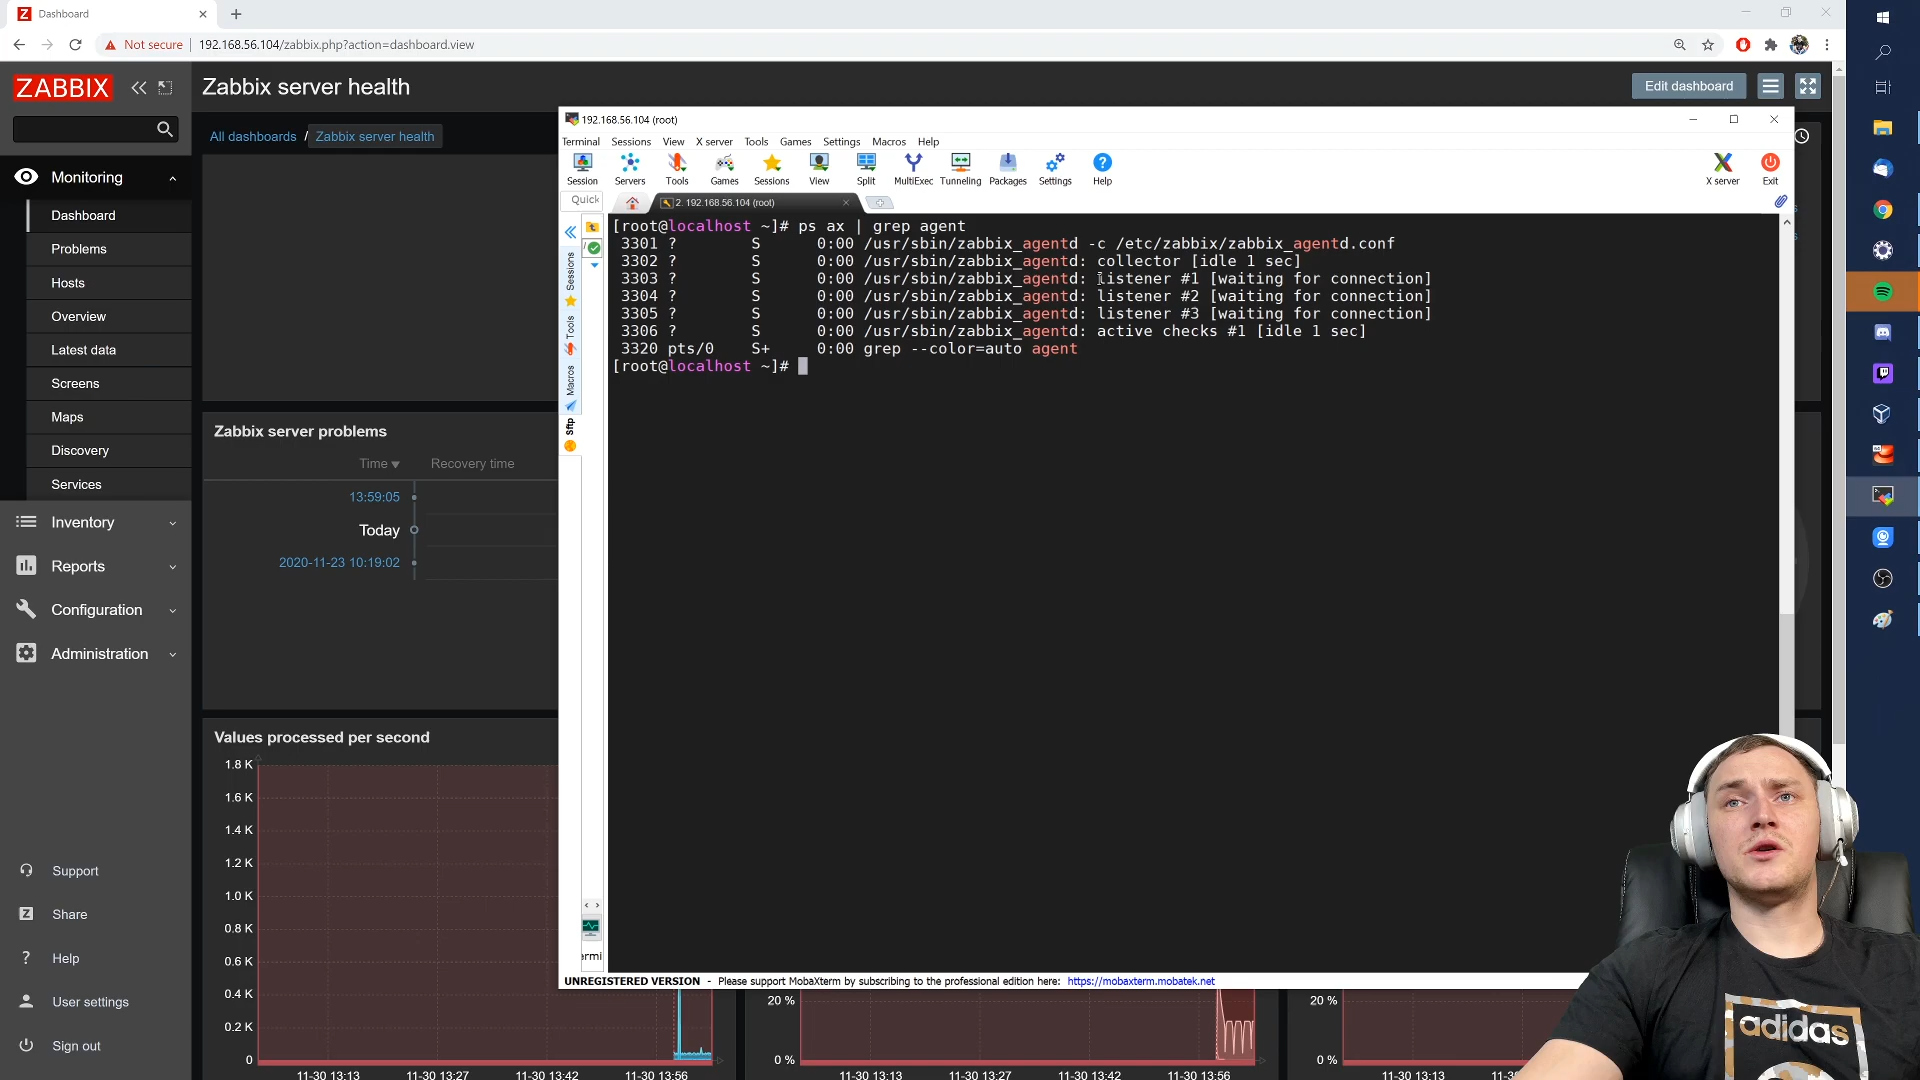 Dashboard
Not secure
192.168.56.104/zabbix.php?action=dashboard.view
ZABBIX
Zabbix server health
Edit dashboard
All dashboards / Zabbix server health
Monitoring
Dashboard
Problems
Hosts
Overview
Latest data
Screens
Maps
Discovery
Services
Inventory
Reports
Configuration
Administration
Support
Share
Help
User settings
Sign out
Zabbix server problems
Time
Recovery time
13:59:05
Today
2020-11-23 10:19:02
Values processed per second
1.8 K
1.6 K
1.4 K
1.2 K
1.0 K
0.8 K
0.6 K
0.4 K
0.2 K
0
11-30 13:13
11-30 13:27
11-30 13:42
11-30 13:56
192.168.56.104 (root)
Terminal Sessions View X server Tools Games Settings Macros Help
Session Servers Tools Games Sessions View Split MultiExec Tunneling Packages Settings Help
X server Exit
Quick
2. 192.168.56.104 (root)
Sessions
Tools
Macros
Sftp
[root@localhost ~]# ps ax | grep agent
3301 ? S 0:00 /usr/sbin/zabbix_agentd -c /etc/zabbix/zabbix_agentd.conf
3302 ? S 0:00 /usr/sbin/zabbix_agentd: collector [idle 1 sec]
3303 ? S 0:00 /usr/sbin/zabbix_agentd: listener #1 [waiting for connection]
3304 ? S 0:00 /usr/sbin/zabbix_agentd: listener #2 [waiting for connection]
3305 ? S 0:00 /usr/sbin/zabbix_agentd: listener #3 [waiting for connection]
3306 ? S 0:00 /usr/sbin/zabbix_agentd: active checks #1 [idle 1 sec]
3320 pts/0 S+ 0:00 grep --color=auto agent
[root@localhost ~]#
ermi
UNREGISTERED VERSION - Please support MobaXterm by subscribing to the professional edition here: https://mobaxterm.mobatek.net
20 %
0 %
11-30 13:13
11-30 13:27
11-30 13:42
11-30 13:56
20 %
0 %
11-30 13:13
adidas